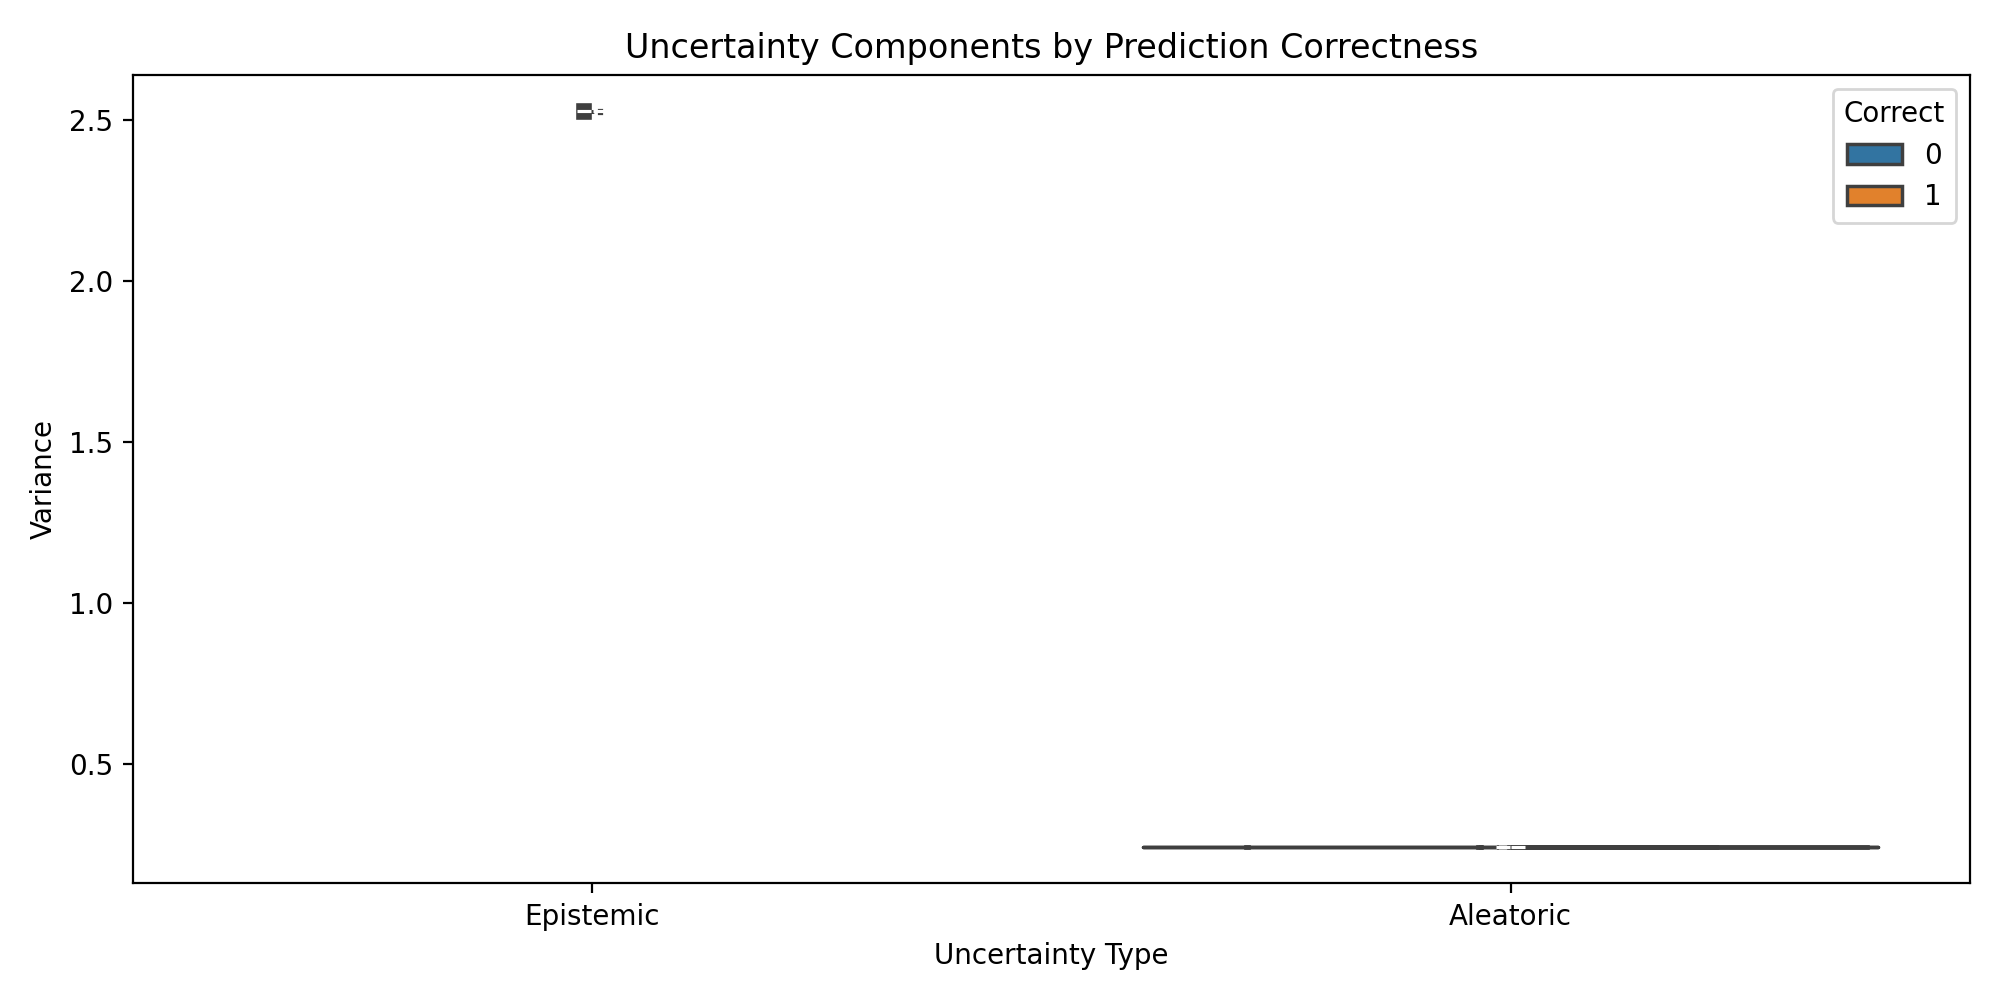 Uncertainty Components by Prediction Correctness
Correct
0
1
2.5
2.0
1.5
1.0
0.5
Variance
Epistemic
Aleatoric
Uncertainty Type